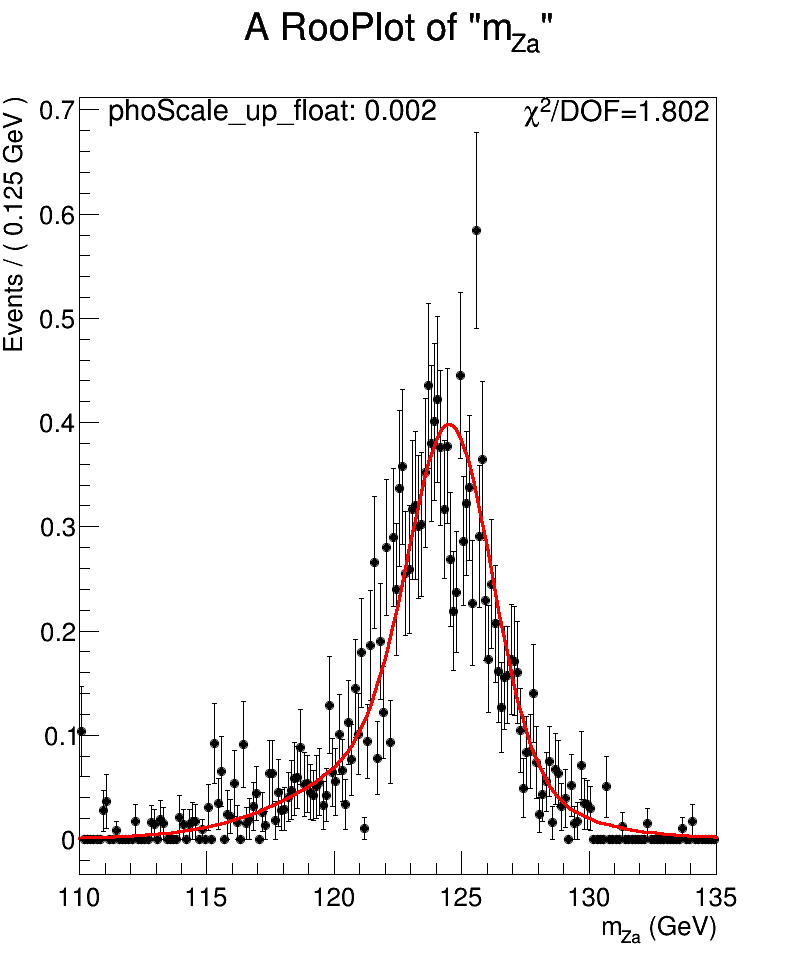 A RooPlot of "m_Za"
phoScale_up_float: 0.002
χ²/DOF=1.802
Events / ( 0.125 GeV )
0.7
0.6
0.5
0.4
0.3
0.2
0.1
0
110 115 120 125 130 135
m_Za (GeV)